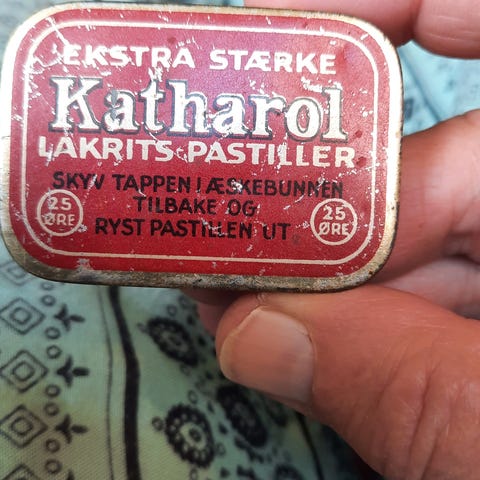 EKSTRA STÆRKE
Katharol
LAKRITS-PASTILLER
SKYV TAPPEN I ÆSKEBUNNEN
TILBAKE OG
RYST PASTILLEN UT
25
ØRE
25
ØRE